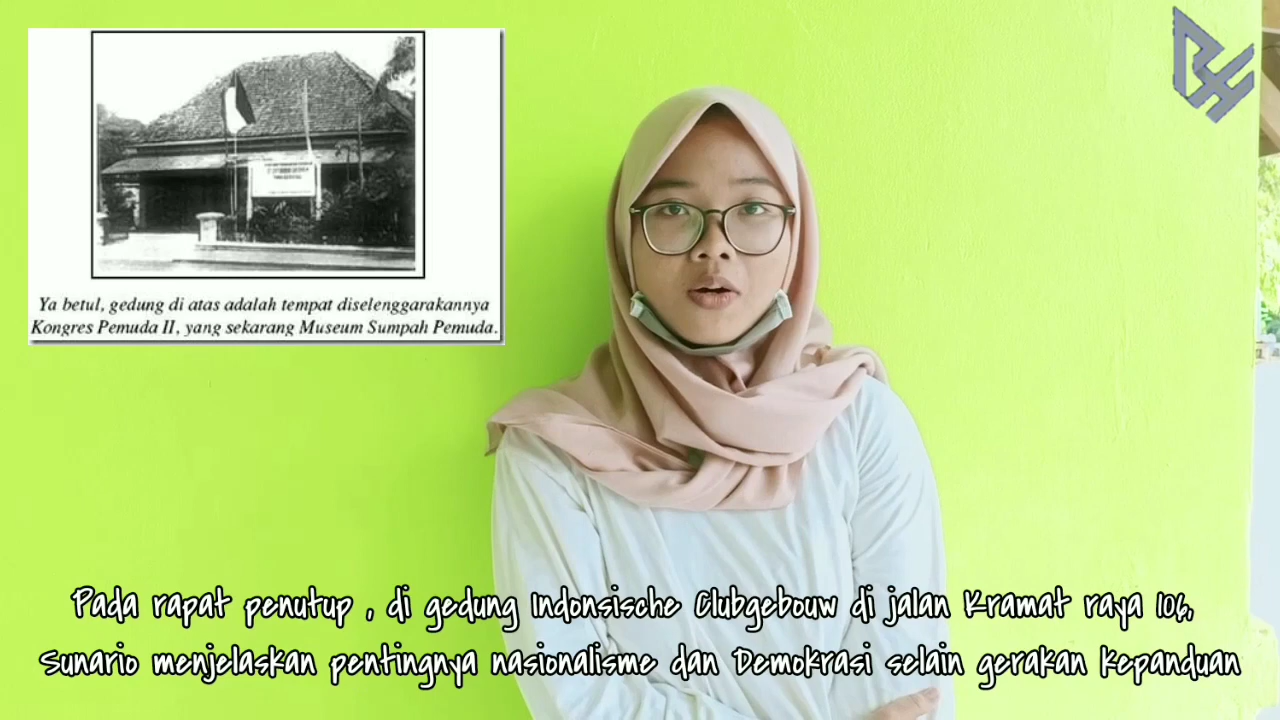 Ya betul, gedung di atas adalah tempat diselenggarakannya
Kongres Pemuda II, yang sekarang Museum Sumpah Pemuda.
Pada rapat penutup , di gedung Indonsische Clubgebouw di jalan Kramat raya 106,
Sunario menjelaskan pentingnya nasionalisme dan Demokrasi selain gerakan kepanduan